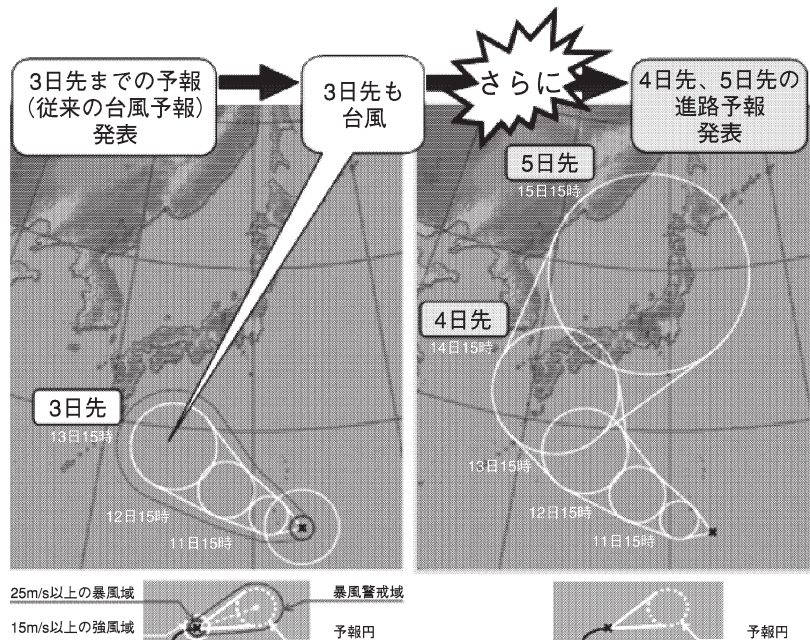 3日先までの予報
(従来の台風予報)
発表
3日先も
台風
さらに
4日先、5日先の
進路予報
発表
3日先
13日15時
12日15時
11日15時
5日先
15日15時
4日先
14日15時
13日15時
12日15時
11日15時
25m/s以上の暴風域
暴風警戒域
15m/s以上の強風域
予報円
予報円